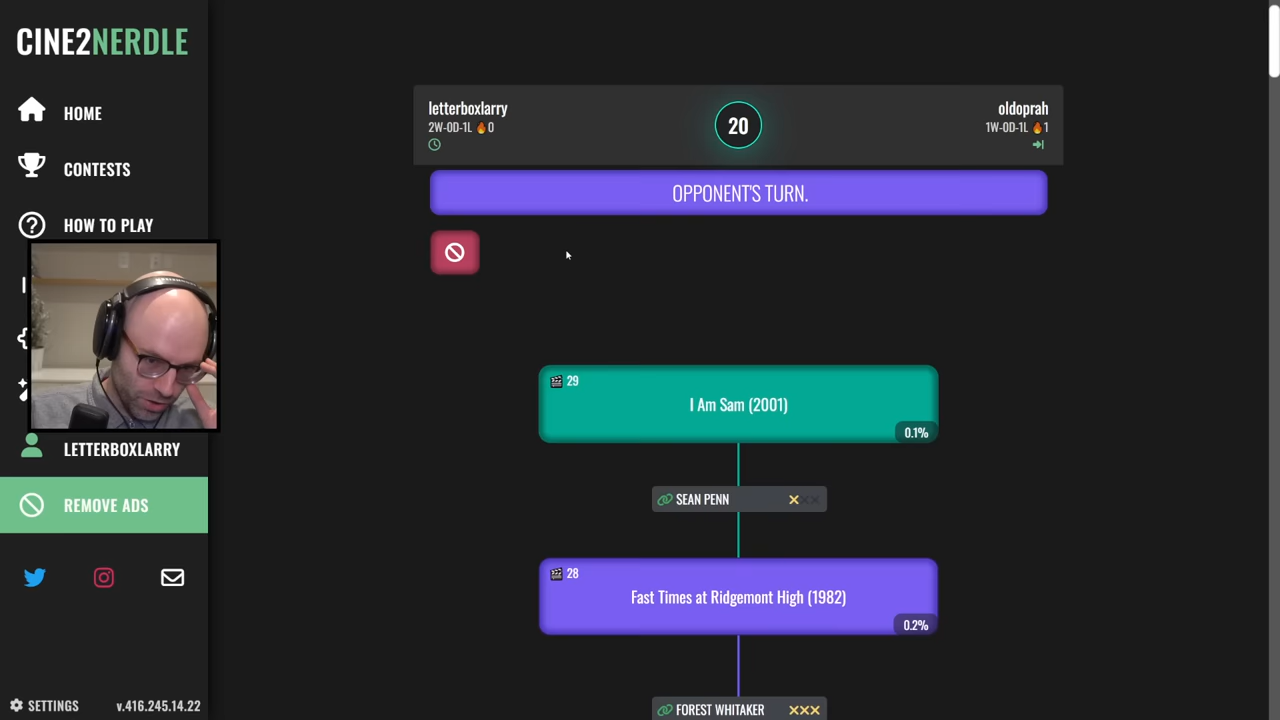 CINE2NERDLE
HOME
CONTESTS
HOW TO PLAY
LETTERBOXLARRY
REMOVE ADS
SETTINGS
v.416.245.14.22
letterboxlarry
2W-0D-1L 🔥0
20
oldoprah
1W-0D-1L 🔥1
OPPONENT'S TURN.
29
I Am Sam (2001)
0.1%
SEAN PENN
28
Fast Times at Ridgemont High (1982)
0.2%
FOREST WHITAKER